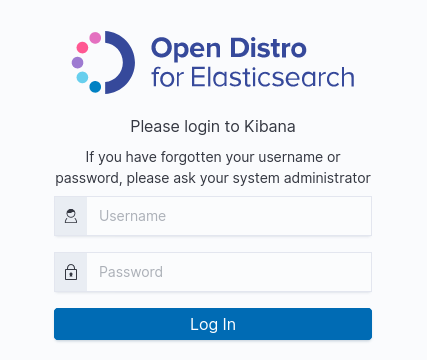 Open Distro
for Elasticsearch
Please login to Kibana
If you have forgotten your username or
password, please ask your system administrator
Username
Password
Log In